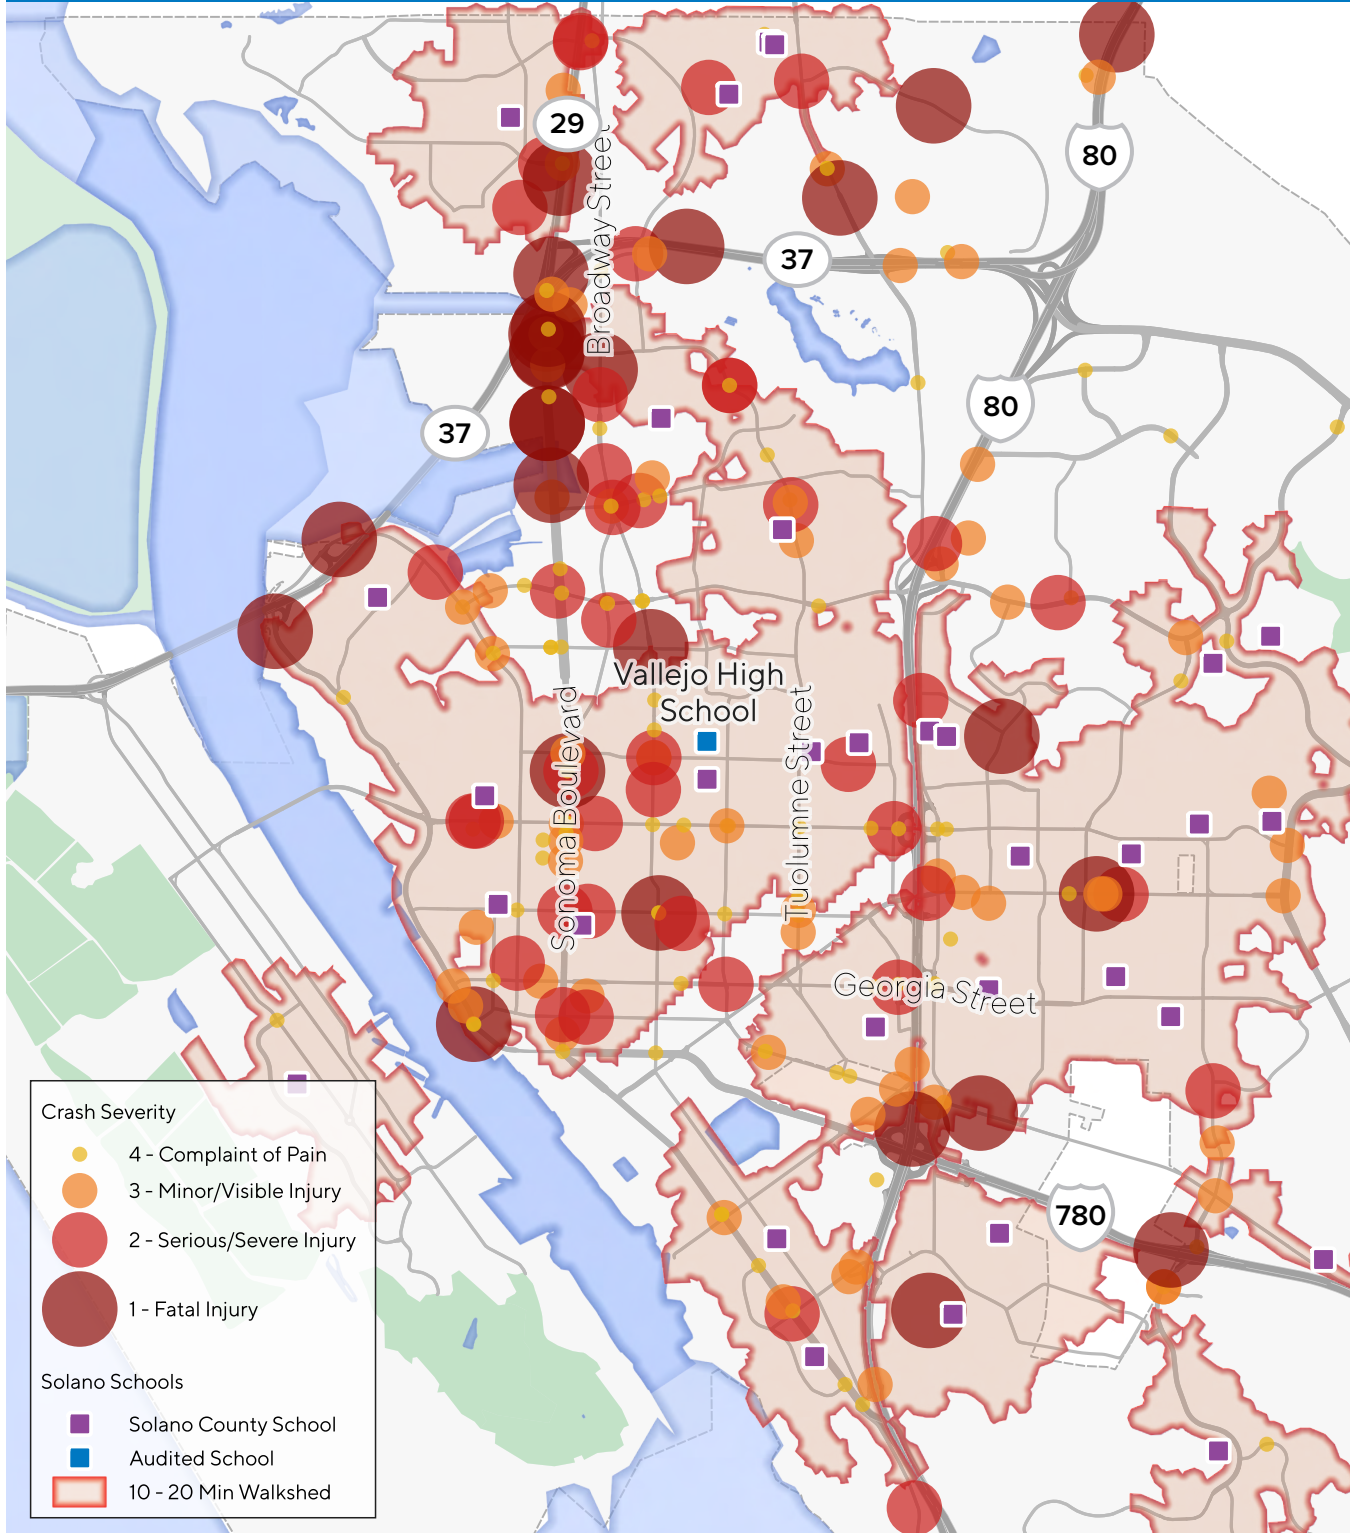 29
80
Broadway Street
37
80
37
Vallejo High
School
Sonoma Boulevard
Tuolumne Street
Georgia Street
780
Crash Severity
4 - Complaint of Pain
3 - Minor/Visible Injury
2 - Serious/Severe Injury
1 - Fatal Injury
Solano Schools
Solano County School
Audited School
10 - 20 Min Walkshed